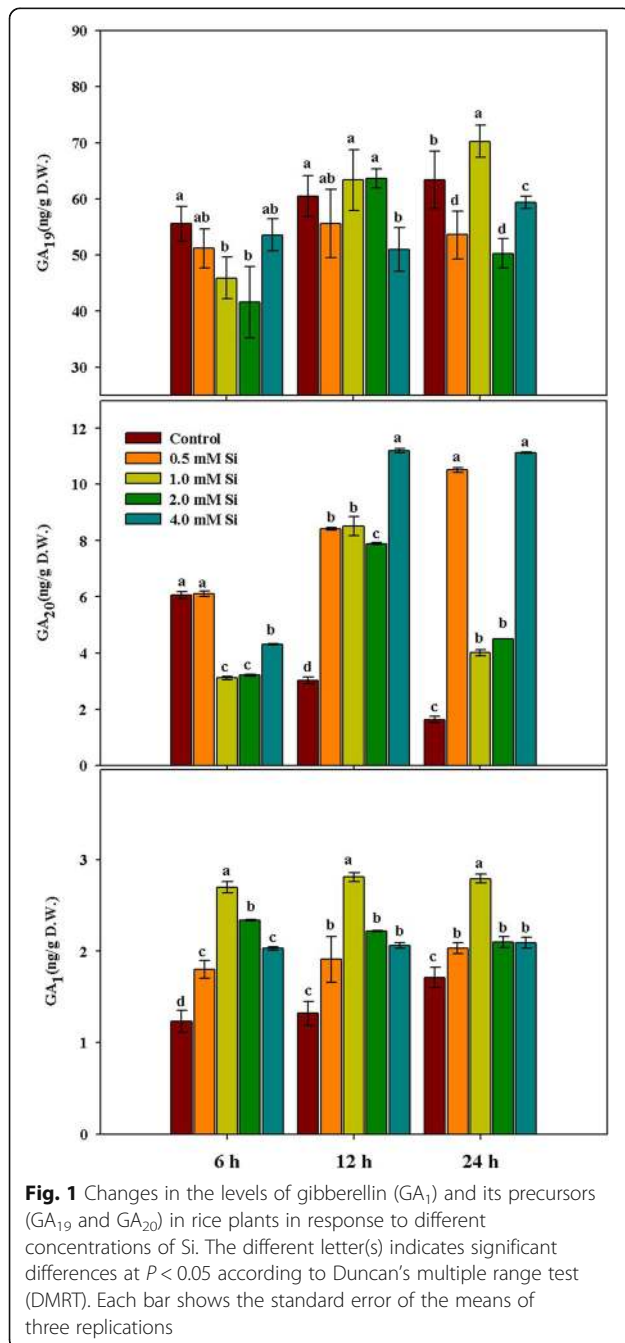 90
80
70
60
50
40
30
GA19(ng/g D.W.)
a
ab
b
b
ab
a
ab
a
a
b
b
d
a
d
c
12
10
8
6
4
2
0
GA20(ng/g D.W.)
Control
0.5 mM Si
1.0 mM Si
2.0 mM Si
4.0 mM Si
a
a
c
c
b
d
b
b
c
a
c
a
b
b
a
3
2
1
0
GA1(ng/g D.W.)
d
c
a
b
c
c
b
a
b
b
c
b
a
b
b
6 h
12 h
24 h
Fig. 1 Changes in the levels of gibberellin (GA1) and its precursors
(GA19 and GA20) in rice plants in response to different
concentrations of Si. The different letter(s) indicates significant
differences at P < 0.05 according to Duncan's multiple range test
(DMRT). Each bar shows the standard error of the means of
three replications